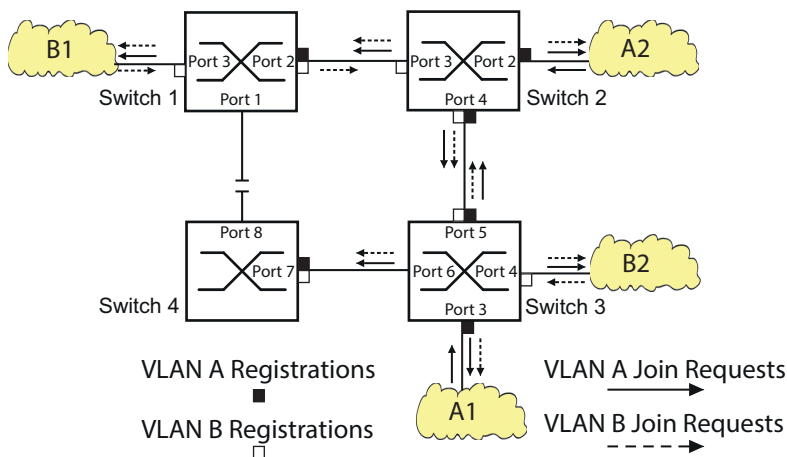 B1
Port 3
Port 2
Port 1
Switch 1
Port 3
Port 2
Port 4
Switch 2
A2
Port 8
Port 7
Switch 4
Port 5
Port 6
Port 4
Port 3
Switch 3
B2
A1
VLAN A Registrations
VLAN B Registrations
VLAN A Join Requests
VLAN B Join Requests